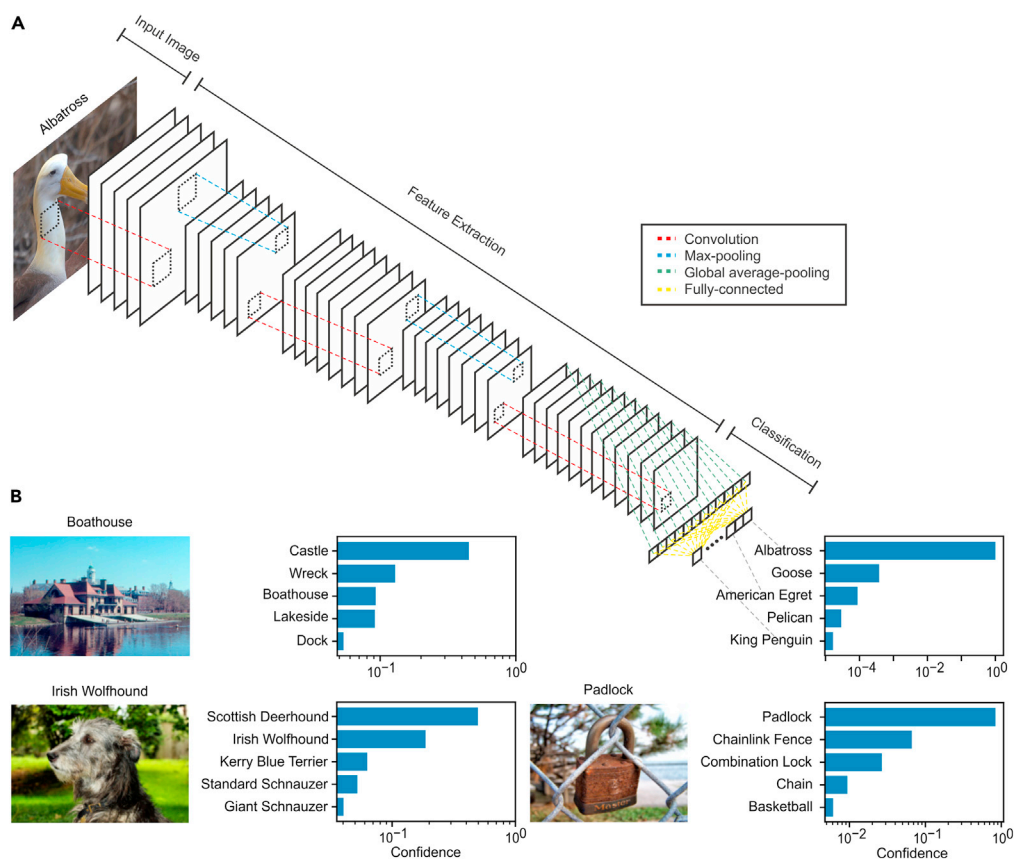 A
Input Image
Albatross
Feature Extraction
Convolution
Max-pooling
Global average-pooling
Fully-connected
Classification
B
Boathouse
Castle
Wreck
Boathouse
Lakeside
Dock
10⁻¹ 10⁰
Albatross
Goose
American Egret
Pelican
King Penguin
10⁻⁴ 10⁻² 10⁰
Irish Wolfhound
Scottish Deerhound
Irish Wolfhound
Kerry Blue Terrier
Standard Schnauzer
Giant Schnauzer
10⁻¹ 10⁰
Confidence
Padlock
Master
Padlock
Chainlink Fence
Combination Lock
Chain
Basketball
10⁻² 10⁻¹ 10⁰
Confidence